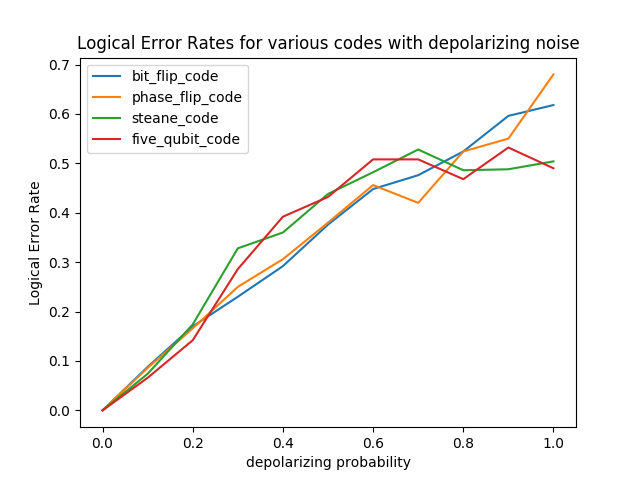 Logical Error Rates for various codes with depolarizing noise
bit_flip_code
phase_flip_code
steane_code
five_qubit_code
Logical Error Rate
0.7
0.6
0.5
0.4
0.3
0.2
0.1
0.0
0.0 0.2 0.4 0.6 0.8 1.0
depolarizing probability